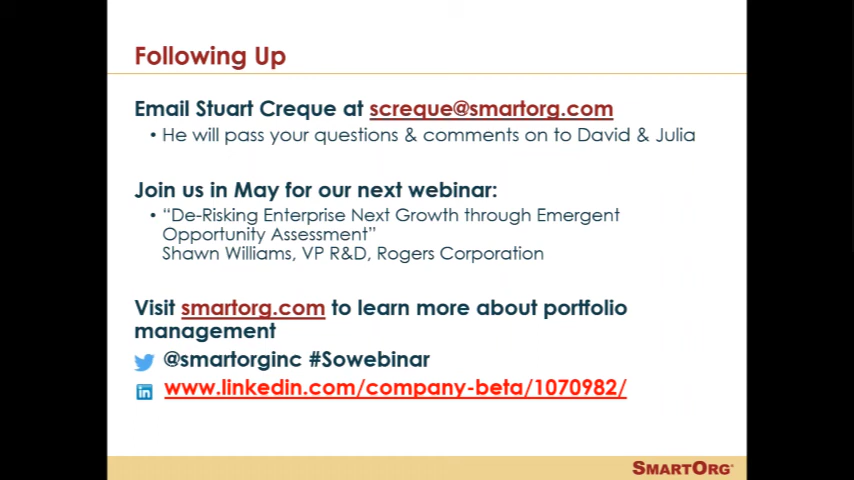 Following Up
Email Stuart Creque at screque@smartorg.com
• He will pass your questions & comments on to David & Julia
Join us in May for our next webinar:
• “De-Risking Enterprise Next Growth through Emergent
Opportunity Assessment”
Shawn Williams, VP R&D, Rogers Corporation
Visit smartorg.com to learn more about portfolio
management
@smartorginc #Sowebinar
in www.linkedin.com/company-beta/1070982/
SMARTORG®